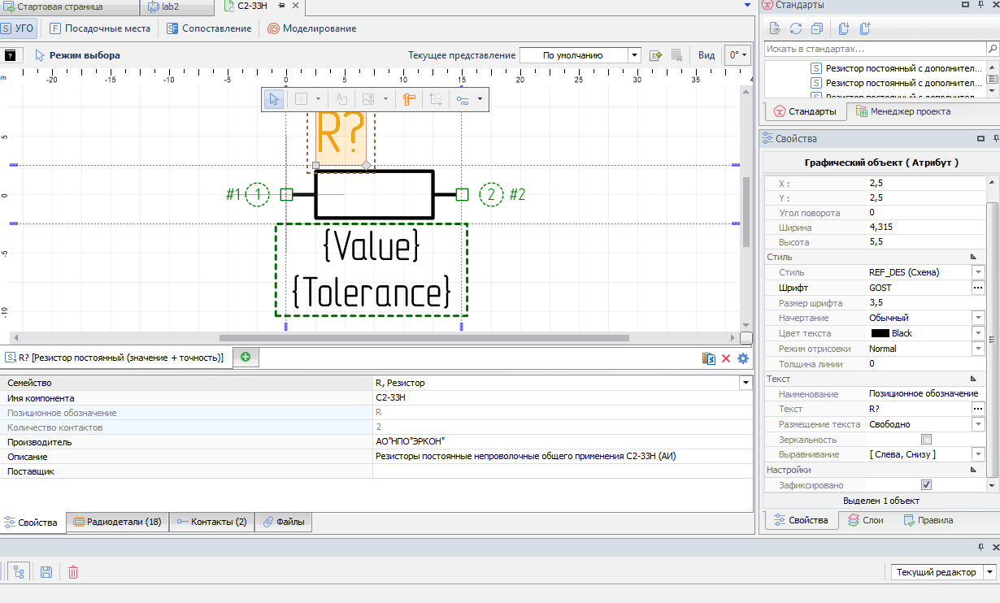 Стартовая страница
lab2
С2-33Н
УГО
Посадочные места
Сопоставление
Моделирование
Режим выбора
Текущее представление
По умолчанию
Вид
0°
-20 -10 -5 0 5 10 15 20 25 30 35
5
0
-5
-10
R?
#1 1
2 #2
{Value}
{Tolerance}
R? [Резистор постоянный (значение + точность)]
Семейство R, Резистор
Имя компонента С2-33Н
Позиционное обозначение R
Количество контактов 2
Производитель АО"НПО"ЭРКОН"
Описание Резисторы постоянные непроволочные общего применения С2-33Н (АИ)
Поставщик
Свойства
Радиодетали (18)
Контакты (2)
Файлы
Стандарты
Искать в стандартах...
Резистор постоянный с дополнител...
Резистор постоянный с дополнител...
Стандарты
Менеджер проекта
Свойства
Графический объект ( Атрибут )
X : 2,5
Y : 2,5
Угол поворота 0
Ширина 4,315
Высота 5,5
Стиль
Стиль REF_DES (Схема)
Шрифт GOST
Размер шрифта 3,5
Начертание Обычный
Цвет текста Black
Режим отрисовки Normal
Толщина линии 0
Текст
Наименование Позиционное обозначение
Текст R?
Размещение текста Свободно
Зеркальность
Выравнивание [ Слева, Снизу ]
Настройки
Зафиксировано
Выделен 1 объект
Свойства
Слои
Правила
Текущий редактор